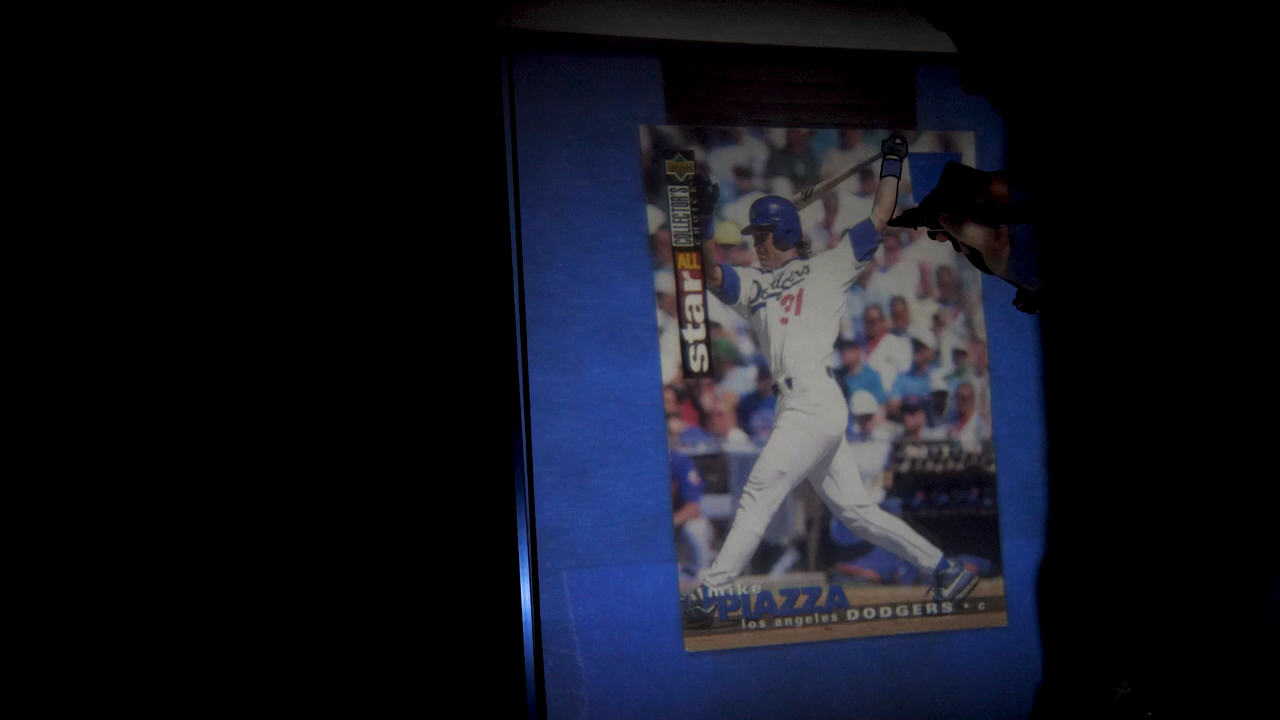 COLLECTOR'S
CHOICE
ALL
star
Dodgers
31
mike
PIAZZA
los angeles DODGERS • C